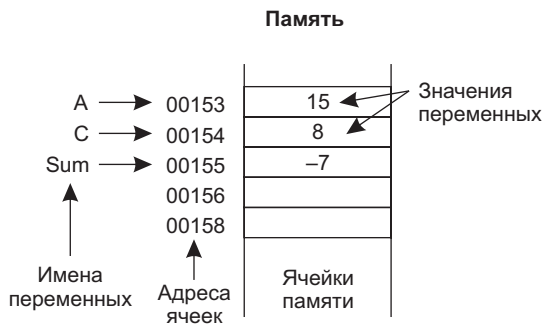 Память
A 00153 15
C 00154 8
Sum 00155 –7
00156
00158
Значения
переменных
Имена
переменных
Адреса
ячеек
Ячейки
памяти